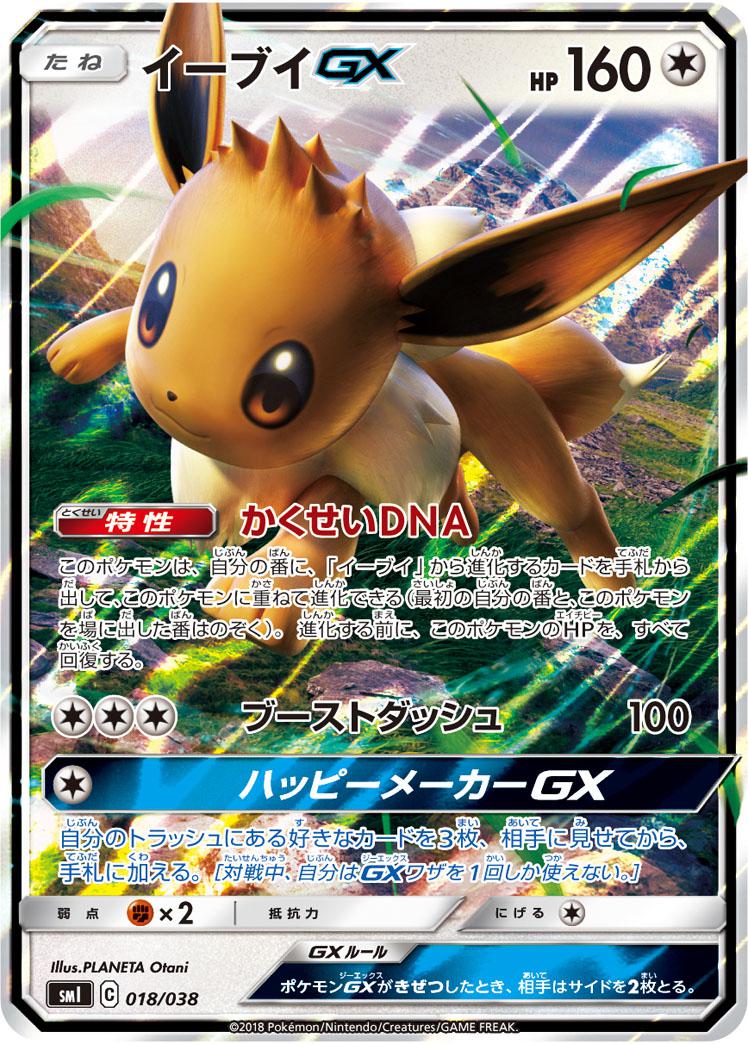 たね イーブイGX HP 160
とくせい 特性 かくせいDNA
このポケモンは、自分の番に、「イーブイ」から進化するカードを手札から
出して、このポケモンに重ねて進化できる（最初の自分の番と、このポケモン
を場に出した番はのぞく）。進化する前に、このポケモンのHPを、すべて
回復する。
ブーストダッシュ 100
ハッピーメーカーGX
自分のトラッシュにある好きなカードを3枚、相手に見せてから、
手札に加える。［対戦中、自分はGXワザを1回しか使えない。］
弱点 ×2 抵抗力 にげる
Illus.PLANETA Otani
GXルール
ポケモンGXがきぜつしたとき、相手はサイドを2枚とる。
SMI C 018/038
©2018 Pokémon/Nintendo/Creatures/GAME FREAK.